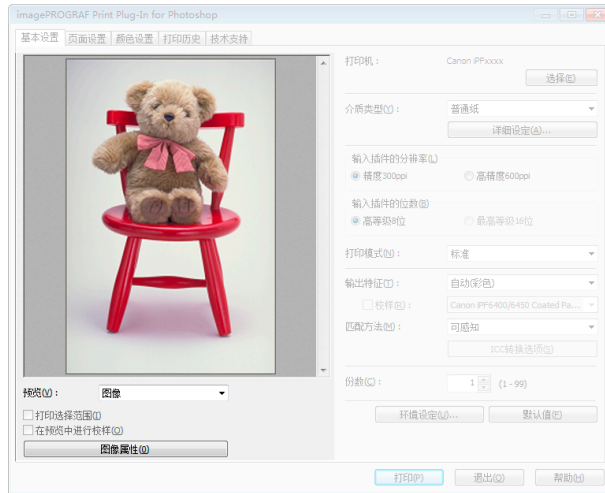 imagePROGRAF Print Plug-In for Photoshop
基本设置 页面设置 颜色设置 打印历史 技术支持
打印机： Canon iPFxxxx
选择(E)
介质类型(Y)： 普通纸
详细设定(A)...
输入插件的分辨率(L)
精度300ppi 高精度600ppi
输入插件的位数(B)
高等级8位 最高等级16位
打印模式(N)： 标准
输出特征(T)： 自动(彩色)
校样(R)： Canon iPF6400/6450 Coated Pa...
匹配方法(M)： 可感知
ICC转换选项(S)
份数(C)： 1 (1 - 99)
环境设定(U)... 默认值(F)
预览(V)： 图像
打印选择范围(I)
在预览中进行校样(O)
图像属性(J)
打印(P) 退出(Q) 帮助(H)